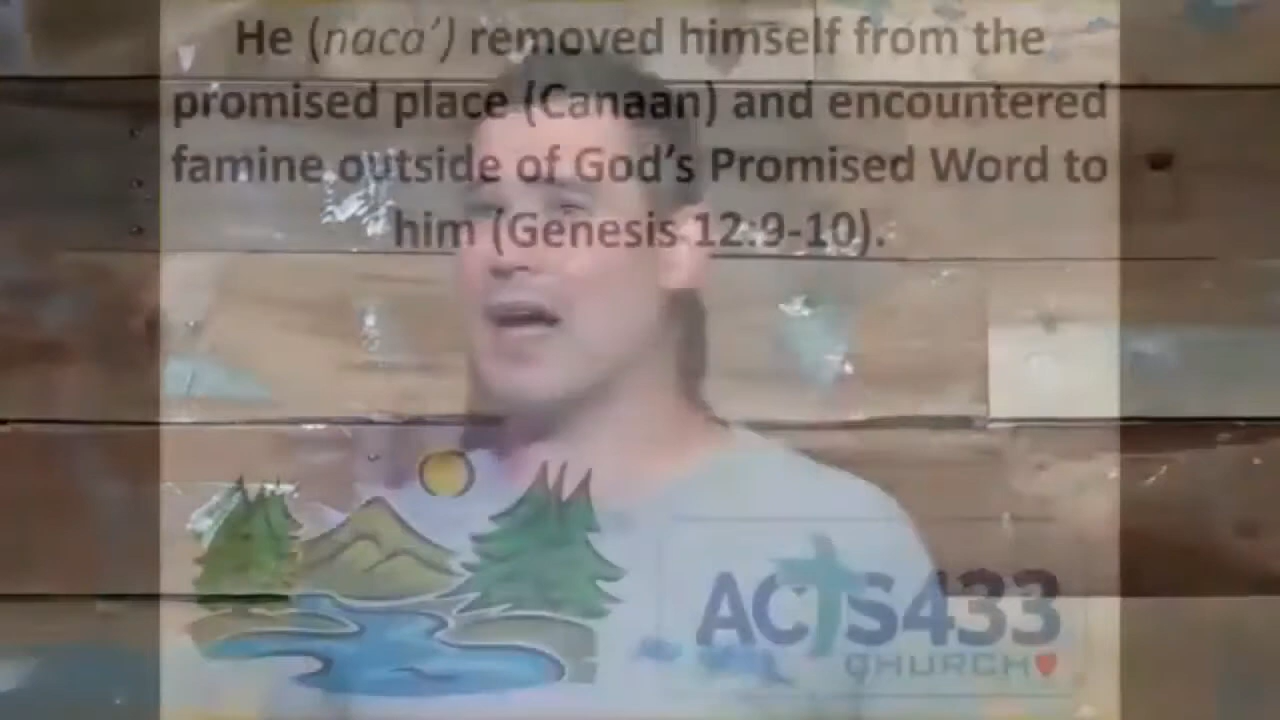 He (naca’) removed himself from the
promised place (Canaan) and encountered
famine outside of God’s Promised Word to
him (Genesis 12:9-10).
ACTS433
CHURCH